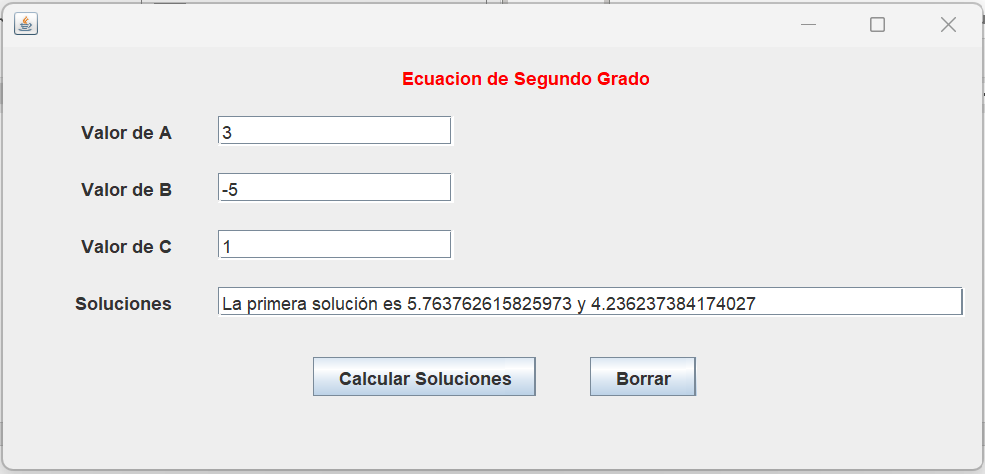 Ecuacion de Segundo Grado
Valor de A 3
Valor de B -5
Valor de C 1
Soluciones La primera solución es 5.763762615825973 y 4.236237384174027
Calcular Soluciones Borrar